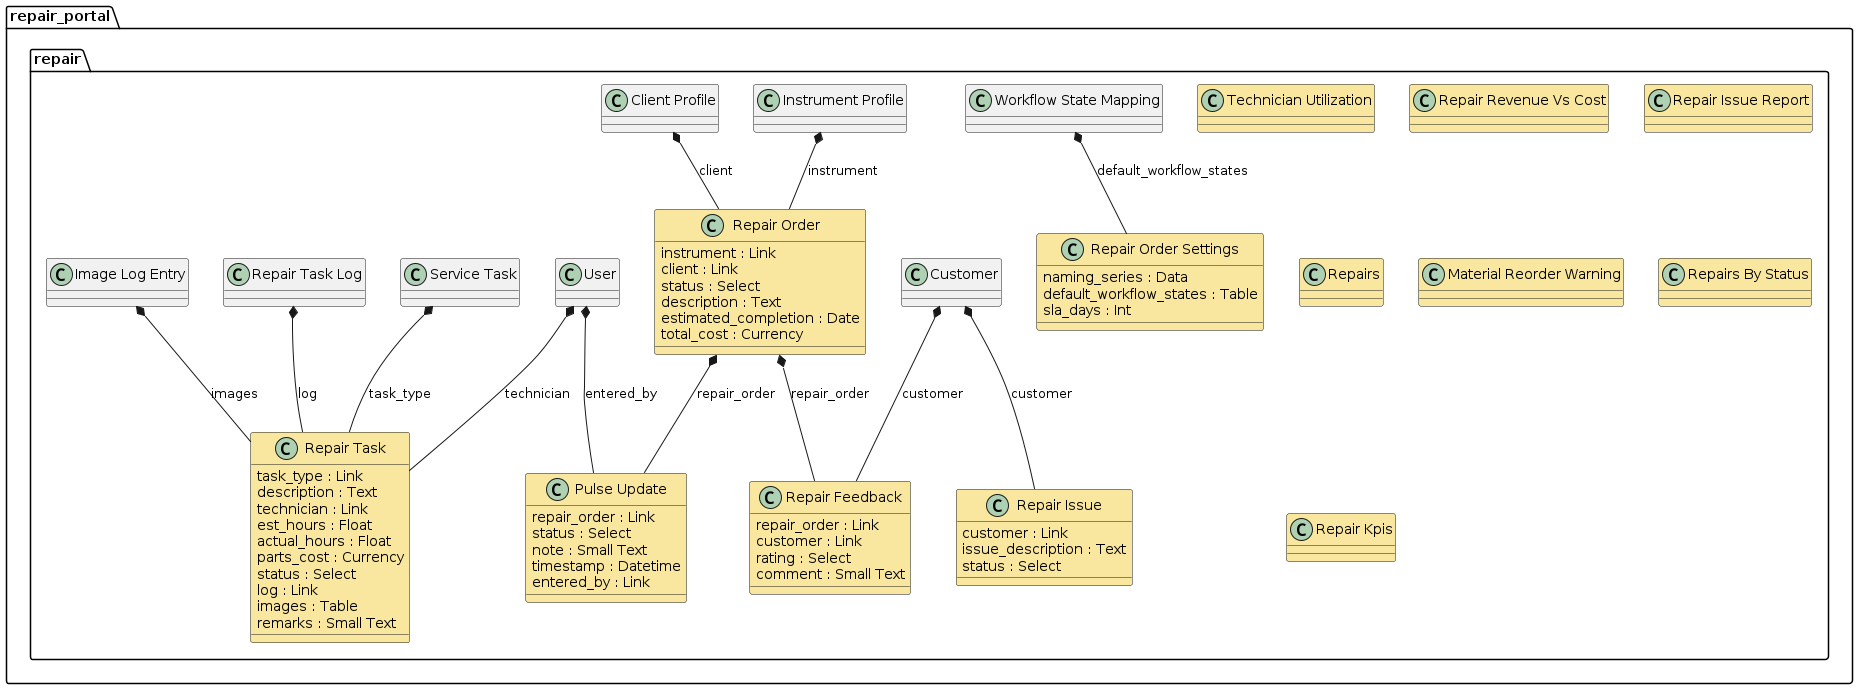 repair_portal
repair
C Client Profile
C Instrument Profile
C Workflow State Mapping
C Technician Utilization
C Repair Revenue Vs Cost
C Repair Issue Report
client
instrument
default_workflow_states
C Repair Order
instrument : Link
client : Link
status : Select
description : Text
estimated_completion : Date
total_cost : Currency
C Repair Order Settings
naming_series : Data
default_workflow_states : Table
sla_days : Int
C Image Log Entry
C Repair Task Log
C Service Task
C User
C Customer
C Repairs
C Material Reorder Warning
C Repairs By Status
images
log
task_type
technician
entered_by
repair_order
repair_order
customer
customer
C Repair Task
task_type : Link
description : Text
technician : Link
est_hours : Float
actual_hours : Float
parts_cost : Currency
status : Select
log : Link
images : Table
remarks : Small Text
C Pulse Update
repair_order : Link
status : Select
note : Small Text
timestamp : Datetime
entered_by : Link
C Repair Feedback
repair_order : Link
customer : Link
rating : Select
comment : Small Text
C Repair Issue
customer : Link
issue_description : Text
status : Select
C Repair Kpis